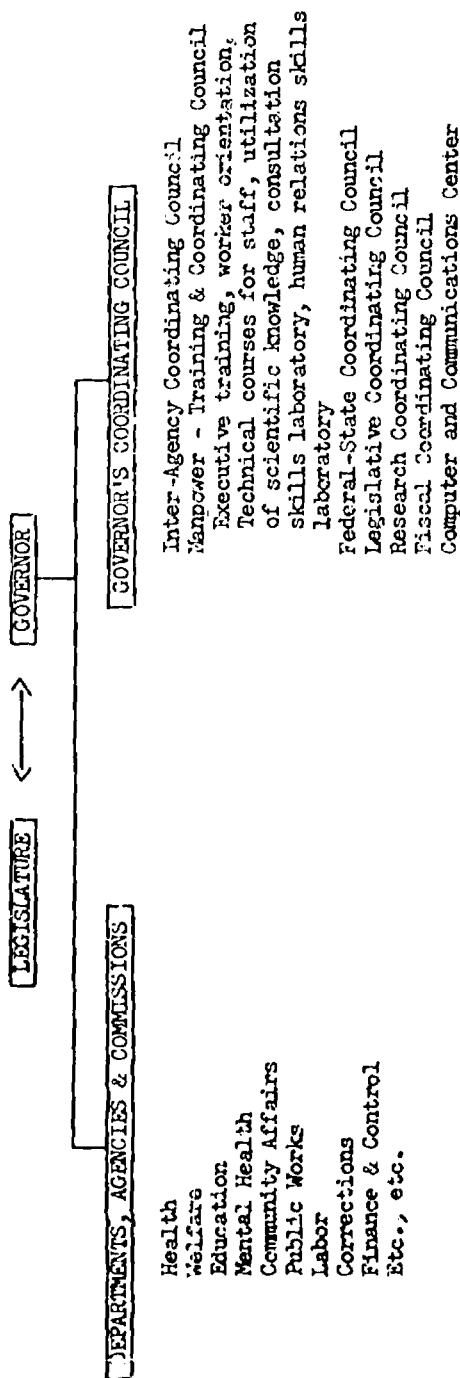 LEGISLATURE <——> GOVERNOR
DEPARTMENTS, AGENCIES & COMMISSIONS
Health
Welfare
Education
Mental Health
Community Affairs
Public Works
Labor
Corrections
Finance & Control
Etc., etc.
GOVERNOR'S COORDINATING COUNCIL
Inter-Agency Coordinating Council
Manpower - Training & Coordinating Council
Executive training, worker orientation,
Technical courses for staff, utilization
of scientific knowledge, consultation
skills laboratory, human relations skills
laboratory
Federal-State Coordinating Council
Legislative Coordinating Council
Research Coordinating Council
Fiscal Coordinating Council
Computer and Communications Center